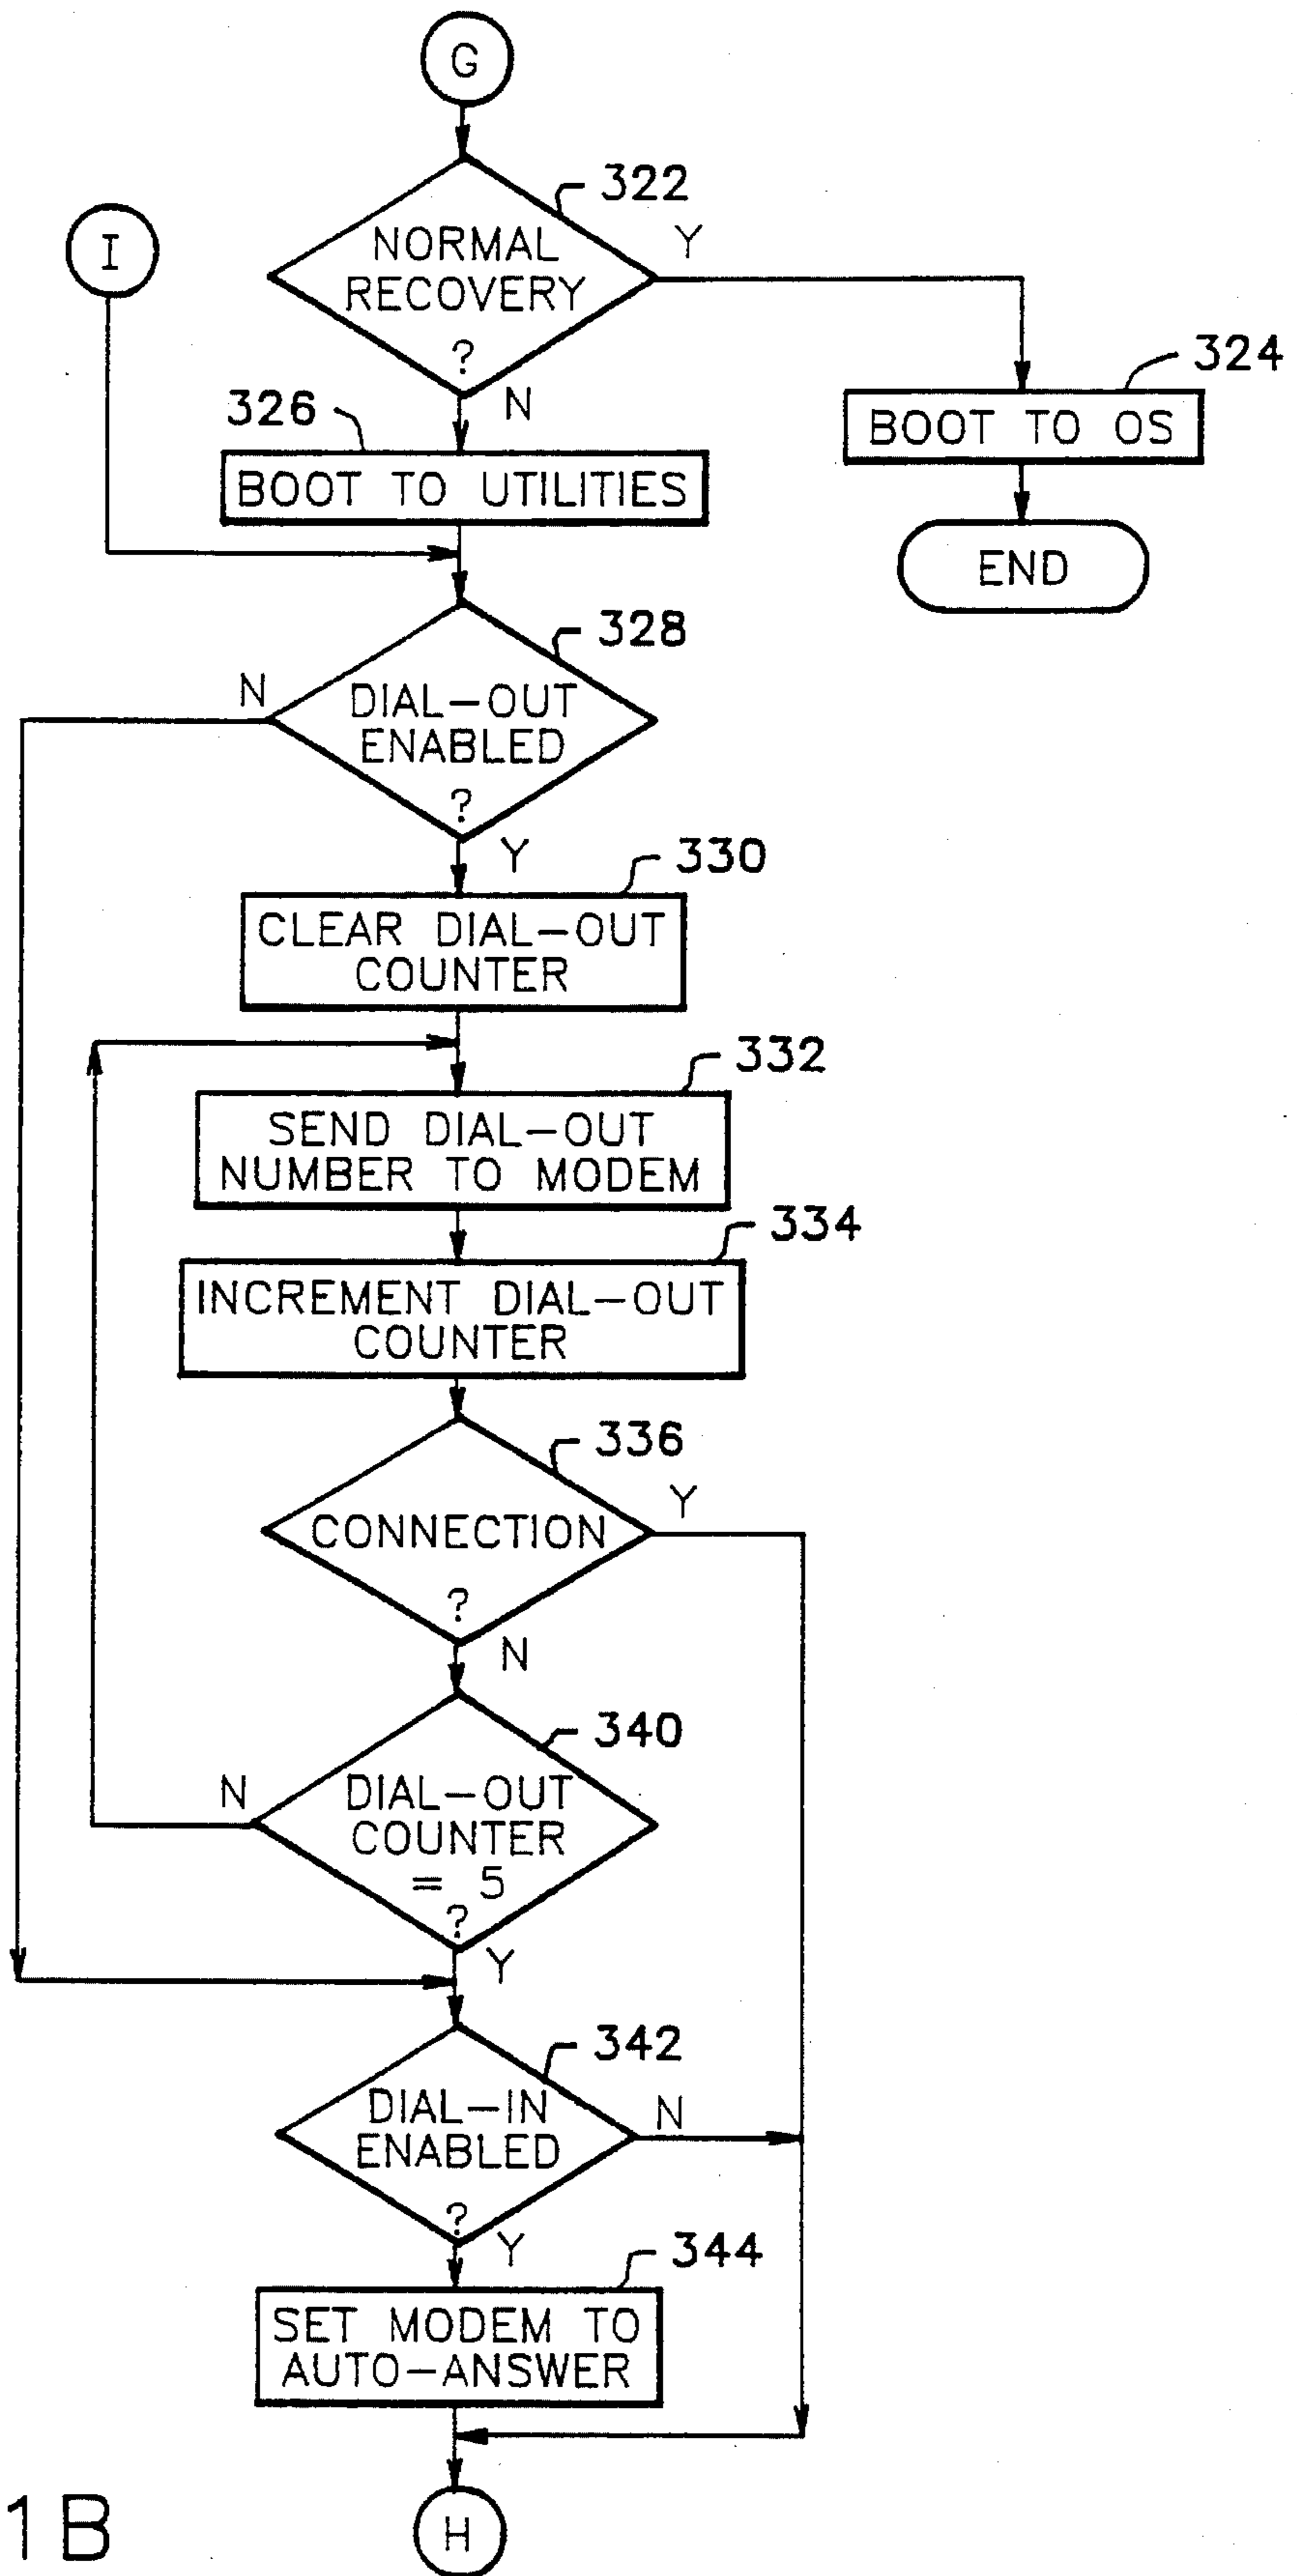 G
322
NORMAL
RECOVERY
?
Y
N
I
324
BOOT TO OS
END
326
BOOT TO UTILITIES
328
DIAL-OUT
ENABLED
?
N
Y
330
CLEAR DIAL-OUT
COUNTER
332
SEND DIAL-OUT
NUMBER TO MODEM
334
INCREMENT DIAL-OUT
COUNTER
336
CONNECTION
?
Y
N
340
DIAL-OUT
COUNTER
= 5
?
N
Y
342
DIAL-IN
ENABLED
?
N
Y
344
SET MODEM TO
AUTO-ANSWER
H
1B